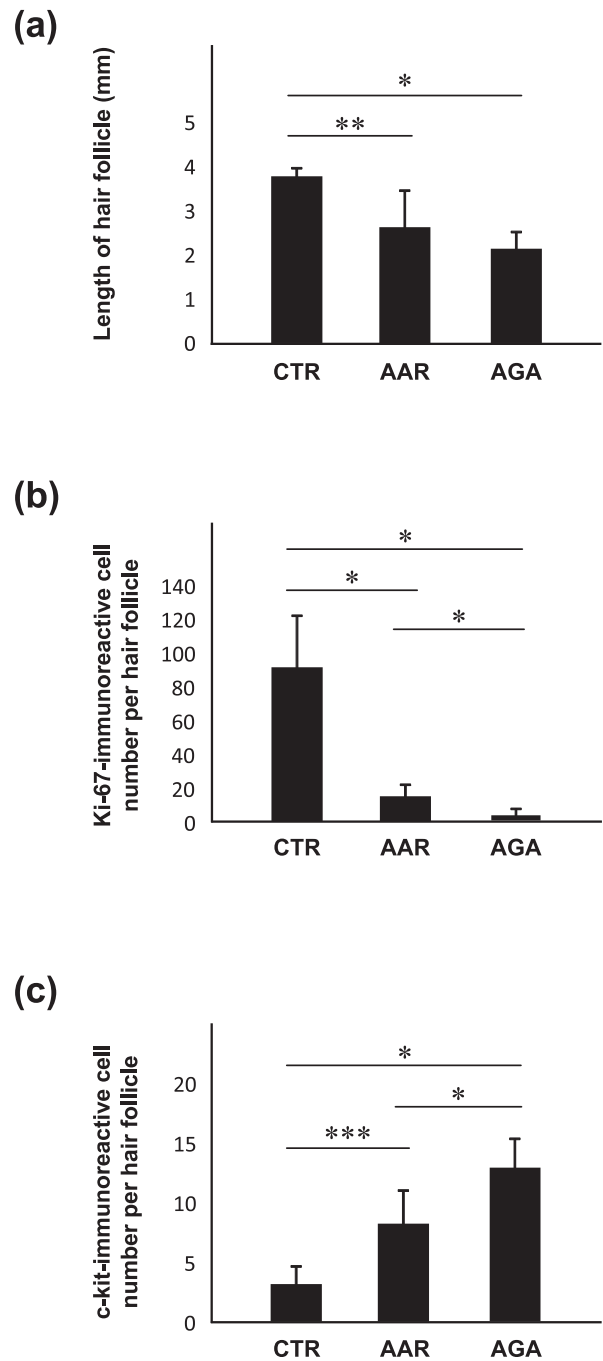 (a)
Length of hair follicle (mm)
*
**
5
4
3
2
1
0
CTR AAR AGA
(b)
Ki-67-immunoreactive cell
number per hair follicle
*
*
*
140
120
100
80
60
40
20
0
CTR AAR AGA
(c)
c-kit-immunoreactive cell
number per hair follicle
*
*
***
20
15
10
5
0
CTR AAR AGA